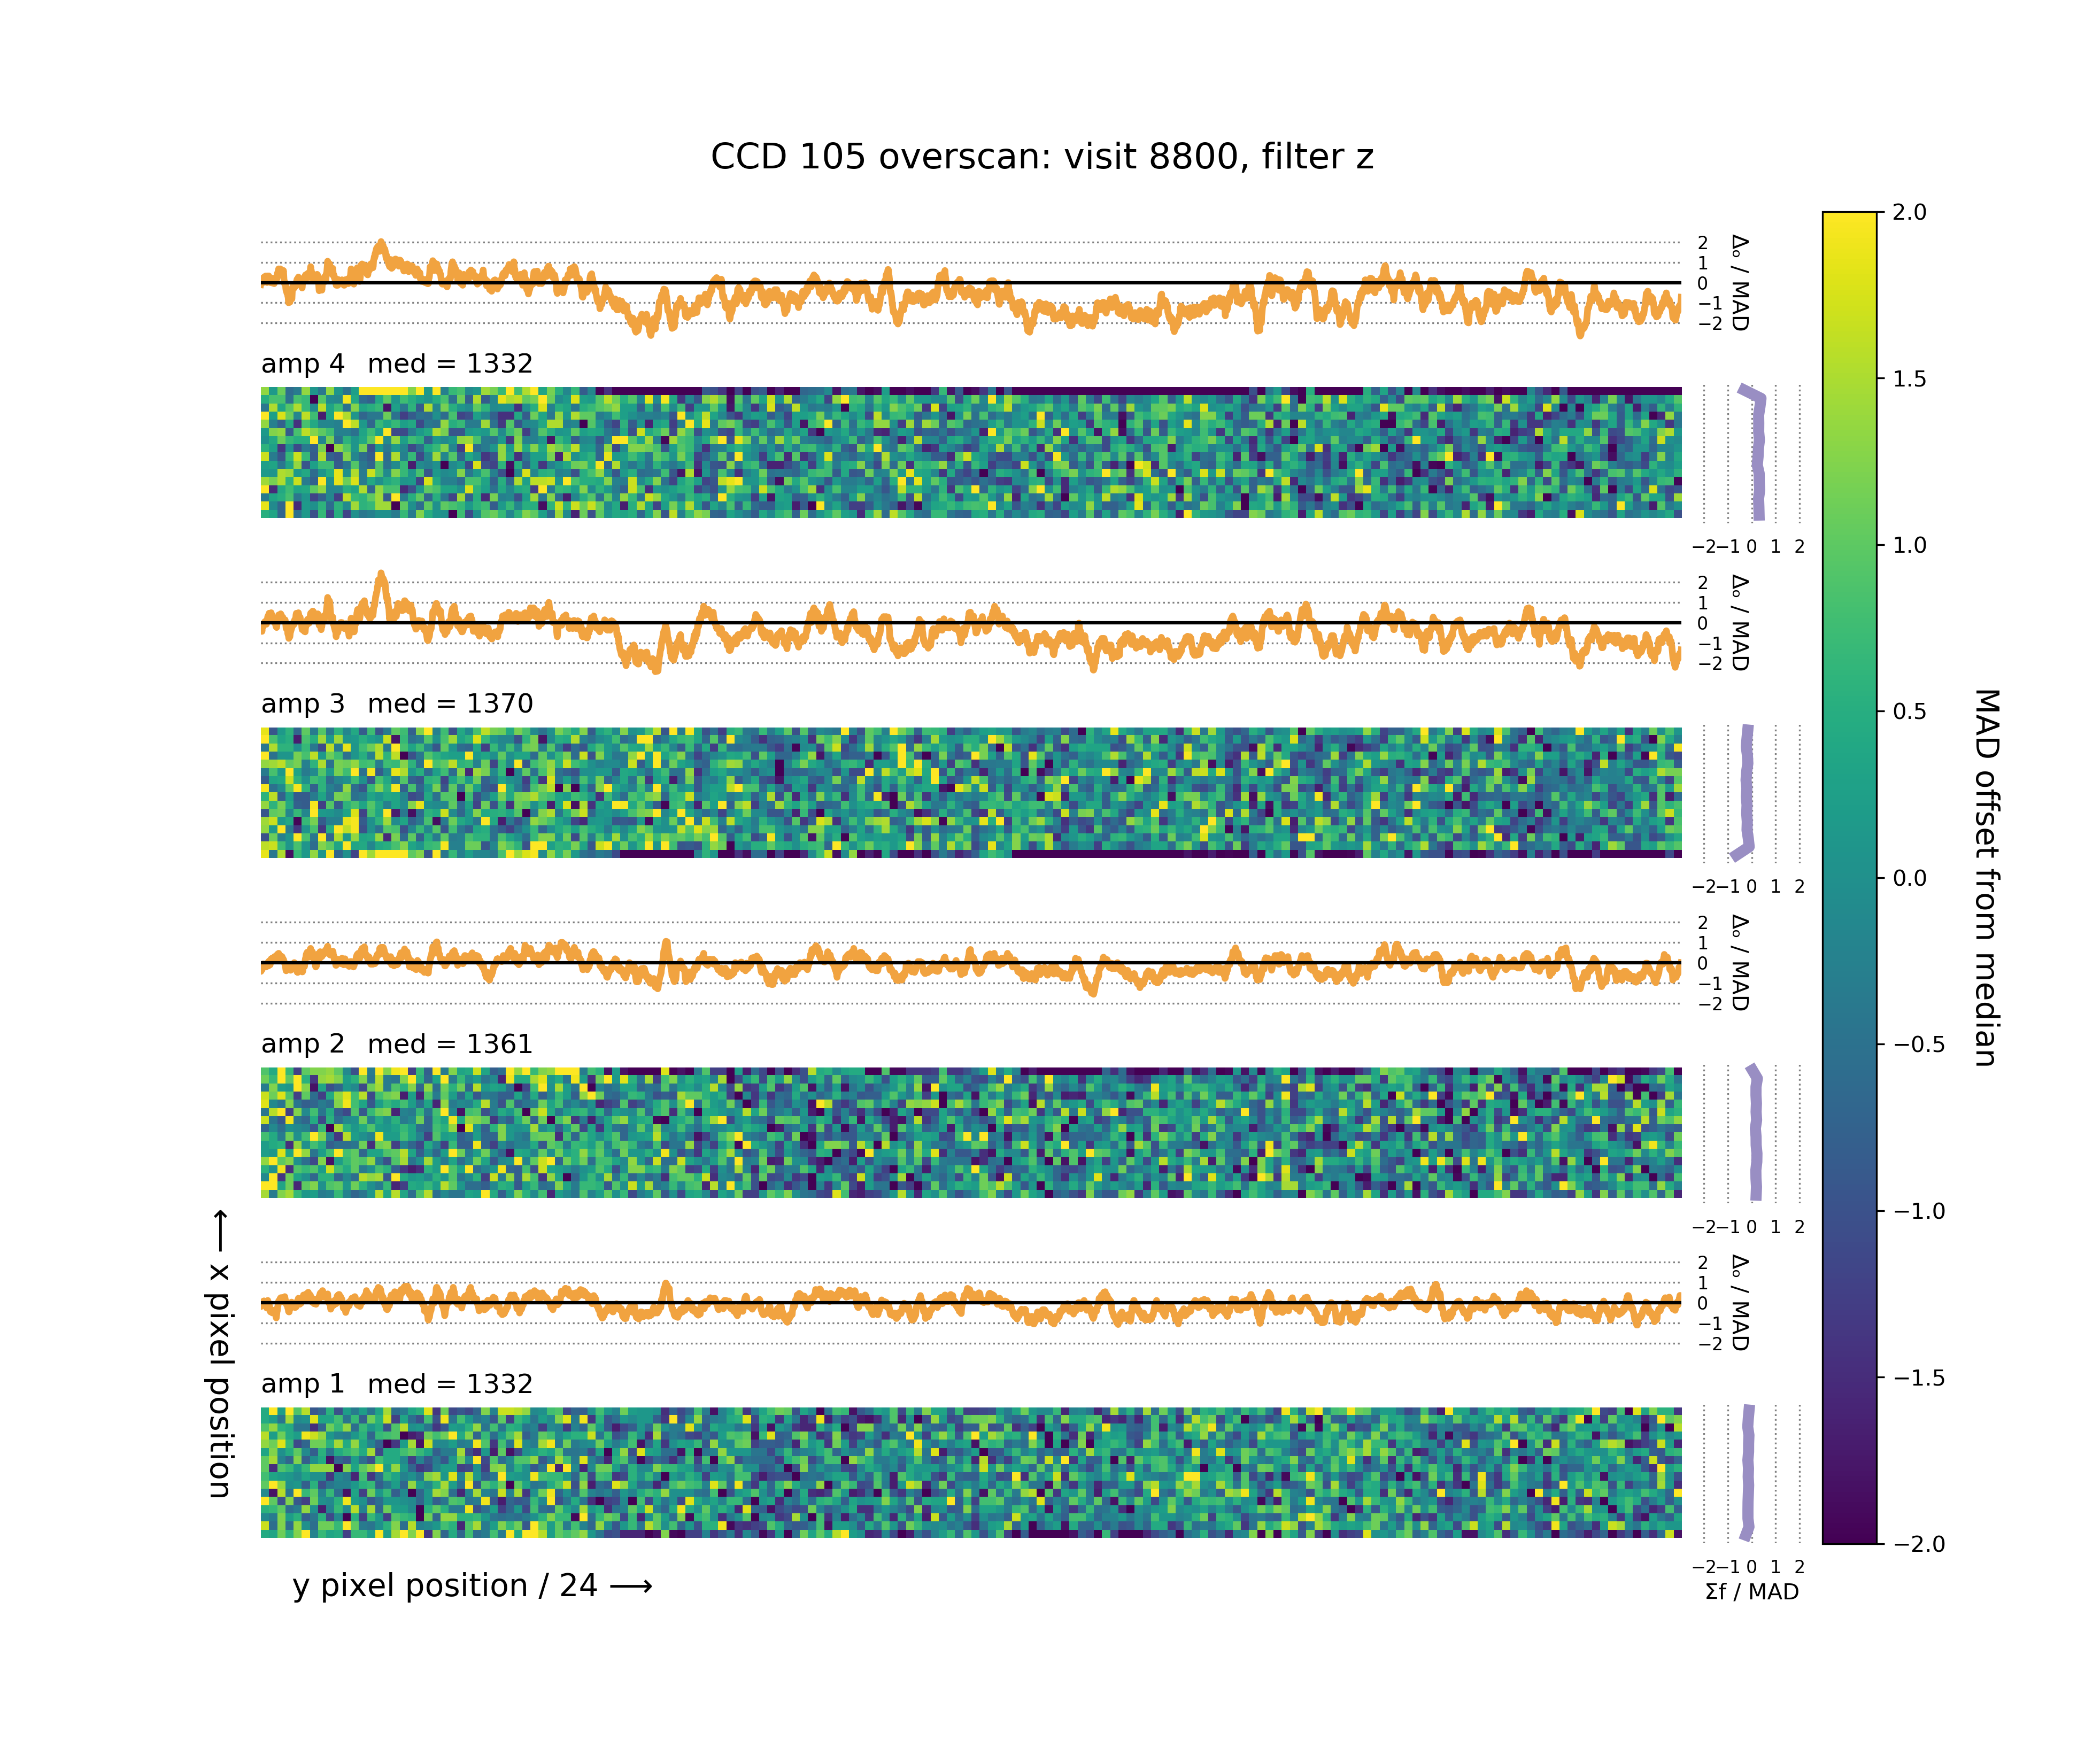 CCD 105 overscan: visit 8800, filter z
2
1
0
−1
−2
Δₒ / MAD
amp 4 med = 1332
−2 −1 0 1 2
2
1
0
−1
−2
Δₒ / MAD
amp 3 med = 1370
−2 −1 0 1 2
2
1
0
−1
−2
Δₒ / MAD
amp 2 med = 1361
−2 −1 0 1 2
2
1
0
−1
−2
Δₒ / MAD
amp 1 med = 1332
−2 −1 0 1 2
Σf / MAD
⟵ x pixel position
y pixel position / 24 ⟶
2.0
1.5
1.0
0.5
0.0
−0.5
−1.0
−1.5
−2.0
MAD offset from median